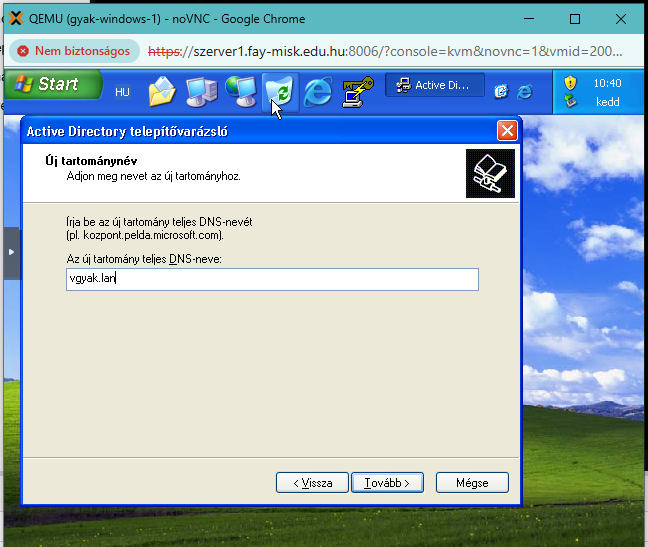 QEMU (gyak-windows-1) - noVNC - Google Chrome
Nem biztonságos
https://szerver1.fay-misk.edu.hu:8006/?console=kvm&novnc=1&vmid=200...
Start
HU
Active Di...
10:40
kedd
Active Directory telepítővarázsló
Új tartománynév
Adjon meg nevet az új tartományhoz.
Írja be az új tartomány teljes DNS-nevét
(pl. kozpont.pelda.microsoft.com).
Az új tartomány teljes DNS-neve:
vgyak.lan
< Vissza
Tovább >
Mégse